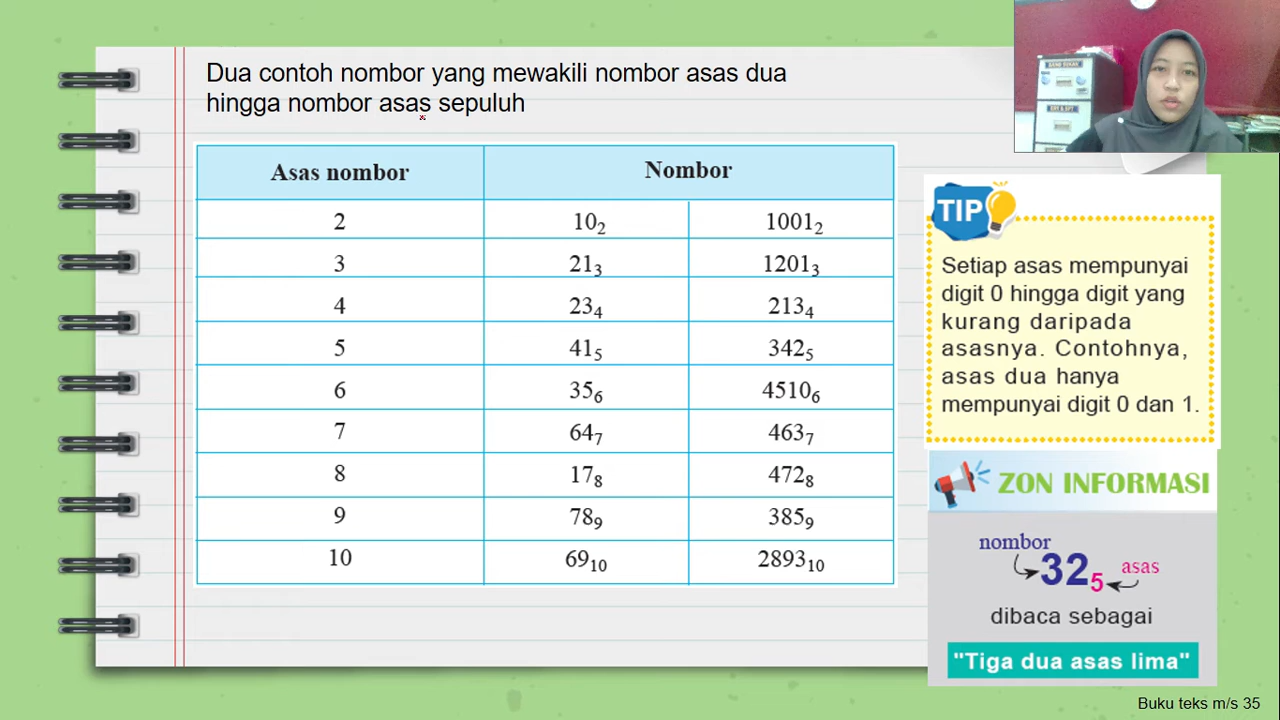 Dua contoh nombor yang mewakili nombor asas dua
hingga nombor asas sepuluh
Asas nombor Nombor
2 10₂ 1001₂
3 21₃ 1201₃
4 23₄ 213₄
5 41₅ 342₅
6 35₆ 4510₆
7 64₇ 463₇
8 17₈ 472₈
9 78₉ 385₉
10 69₁₀ 2893₁₀
TIP
Setiap asas mempunyai
digit 0 hingga digit yang
kurang daripada
asasnya. Contohnya,
asas dua hanya
mempunyai digit 0 dan 1.
ZON INFORMASI
nombor
32₅ asas
dibaca sebagai
"Tiga dua asas lima"
Buku teks m/s 35